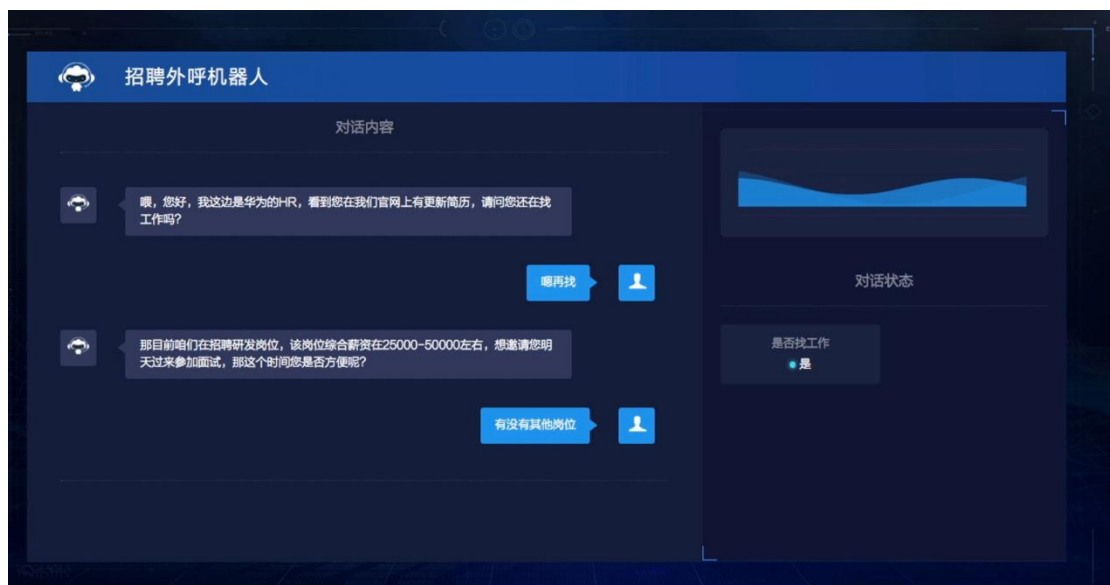 招聘外呼机器人
对话内容
喂，您好，我这边是华为的HR，看到您在我们官网上有更新简历，请问您还在找
工作吗？
嗯再找
那目前咱们在招聘研发岗位，该岗位综合薪资在25000-50000左右，想邀请您明
天过来参加面试，那这个时间您是否方便呢？
有没有其他岗位
对话状态
是否找工作
是